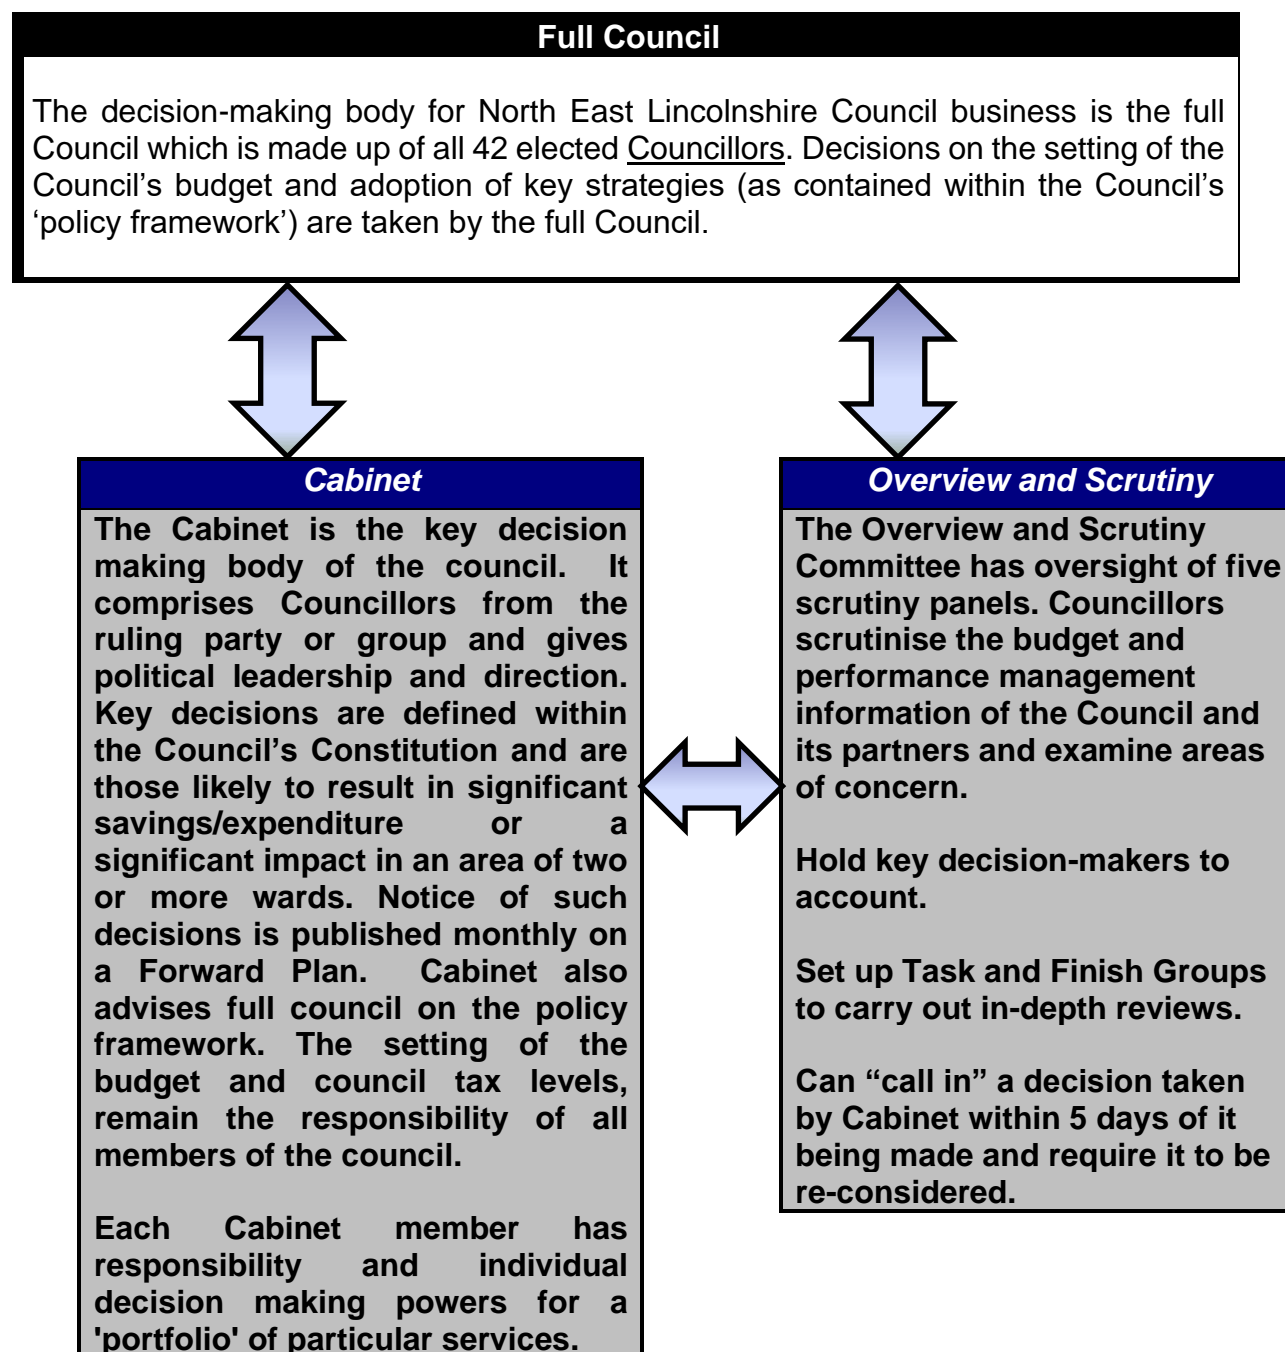 Full Council
The decision-making body for North East Lincolnshire Council business is the full
Council which is made up of all 42 elected Councillors. Decisions on the setting of the
Council’s budget and adoption of key strategies (as contained within the Council’s
‘policy framework’) are taken by the full Council.
Cabinet
The Cabinet is the key decision
making body of the council. It
comprises Councillors from the
ruling party or group and gives
political leadership and direction.
Key decisions are defined within
the Council’s Constitution and are
those likely to result in significant
savings/expenditure or a
significant impact in an area of two
or more wards. Notice of such
decisions is published monthly on
a Forward Plan. Cabinet also
advises full council on the policy
framework. The setting of the
budget and council tax levels,
remain the responsibility of all
members of the council.
Each Cabinet member has
responsibility and individual
decision making powers for a
'portfolio' of particular services.
Overview and Scrutiny
The Overview and Scrutiny
Committee has oversight of five
scrutiny panels. Councillors
scrutinise the budget and
performance management
information of the Council and
its partners and examine areas
of concern.
Hold key decision-makers to
account.
Set up Task and Finish Groups
to carry out in-depth reviews.
Can “call in” a decision taken
by Cabinet within 5 days of it
being made and require it to be
re-considered.